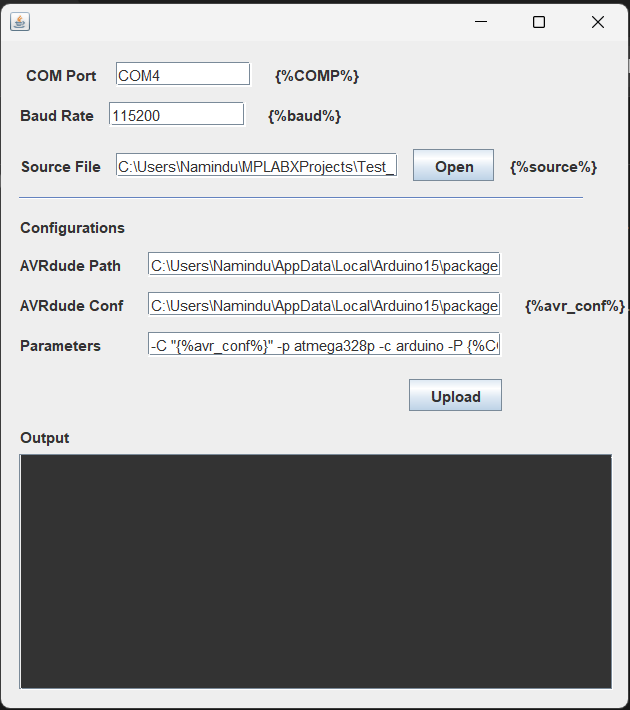 COM Port COM4 {%COMP%}
Baud Rate 115200 {%baud%}
Source File C:\Users\Namindu\MPLABXProjects\Test_ Open {%source%}
Configurations
AVRdude Path C:\Users\Namindu\AppData\Local\Arduino15\package
AVRdude Conf C:\Users\Namindu\AppData\Local\Arduino15\package {%avr_conf%}
Parameters -C "{%avr_conf%}" -p atmega328p -c arduino -P {%CO
Upload
Output